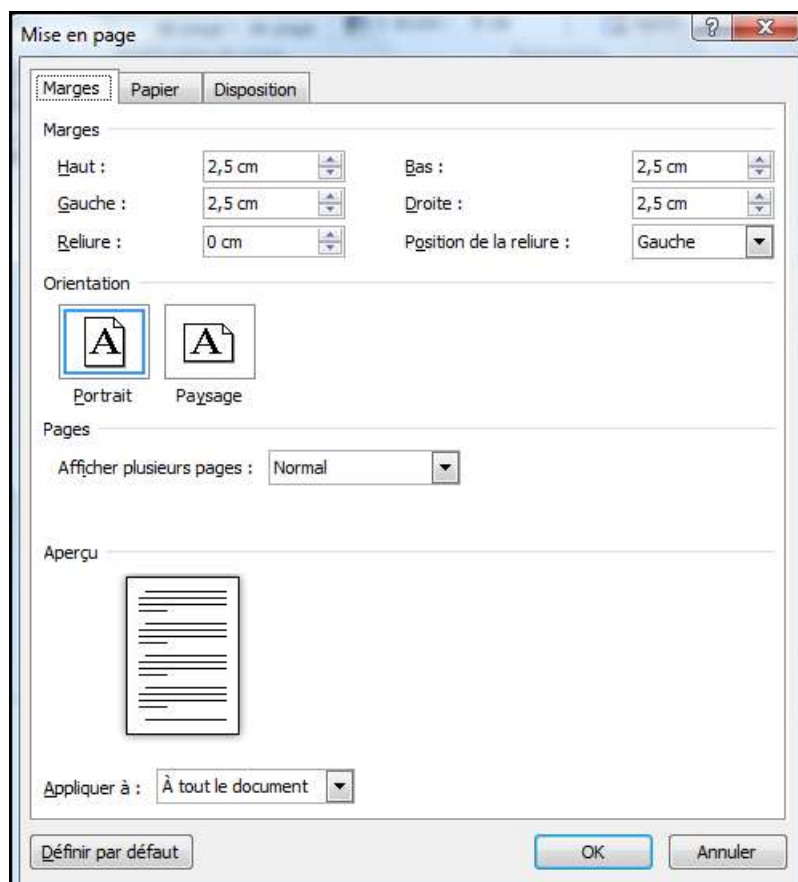 Mise en page
Marges Papier Disposition
Marges
Haut : 2,5 cm Bas : 2,5 cm
Gauche : 2,5 cm Droite : 2,5 cm
Reliure : 0 cm Position de la reliure : Gauche
Orientation
A A
Portrait Paysage
Pages
Afficher plusieurs pages : Normal
Aperçu
Appliquer à : À tout le document
Définir par défaut OK Annuler